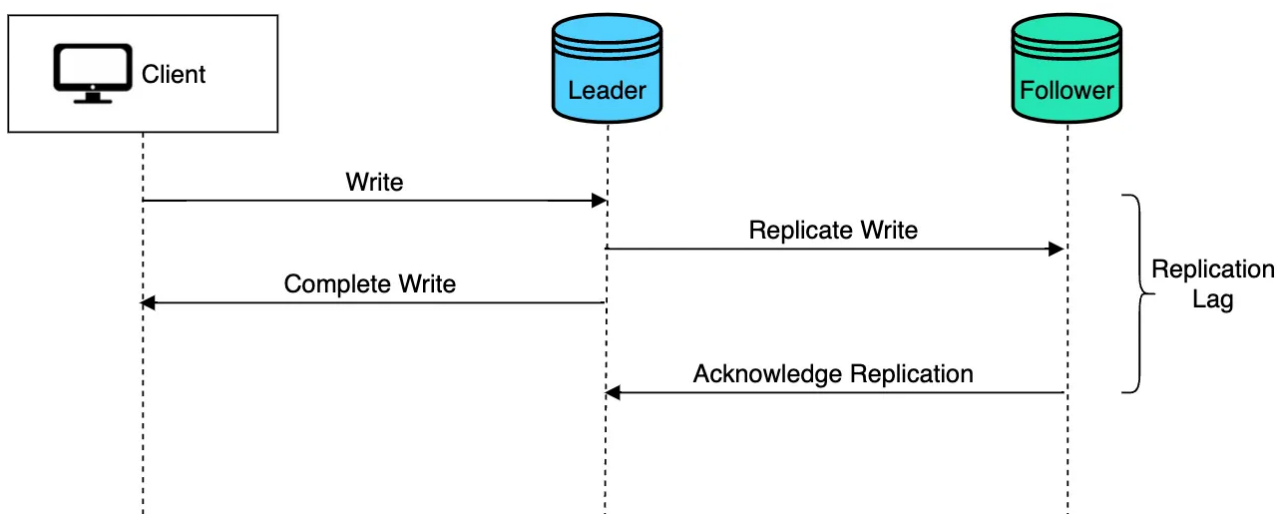 Client
Leader
Follower
Write
Replicate Write
Complete Write
Replication
Lag
Acknowledge Replication